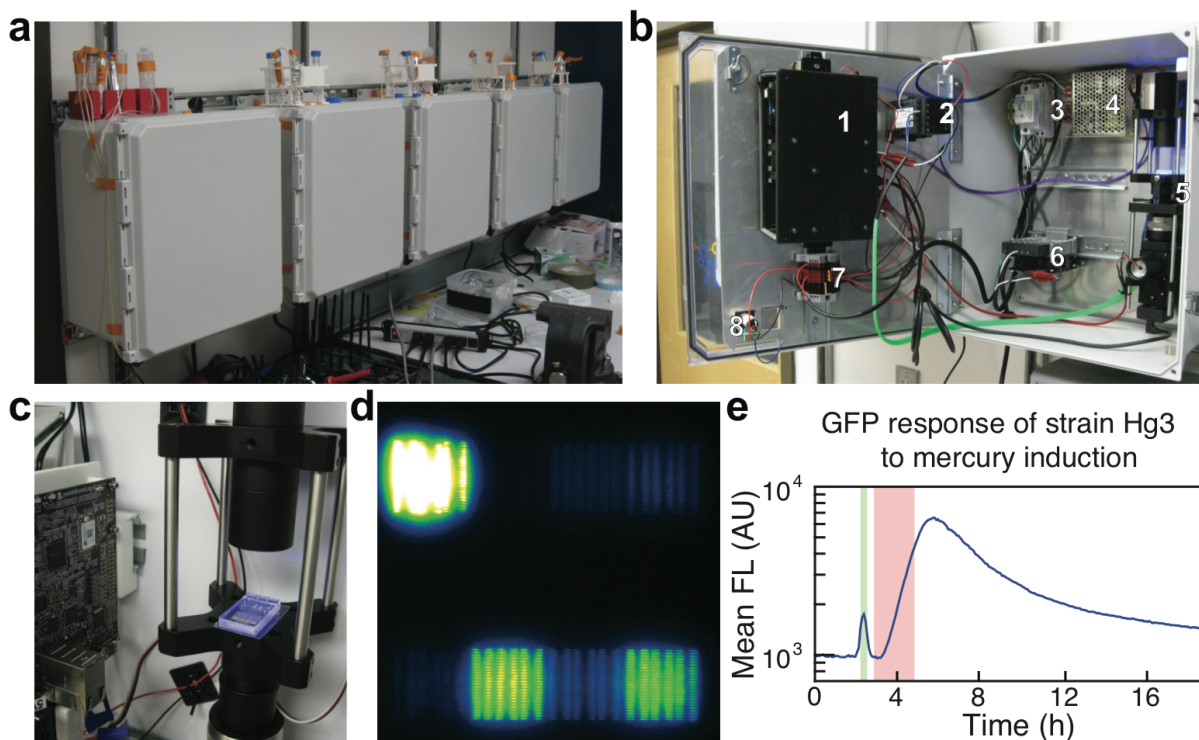 a
b
1
2
3
4
5
6
7
8
c
d
e
GFP response of strain Hg3
to mercury induction
Mean FL (AU)
10⁴
10³
0
4
8
12
16
Time (h)